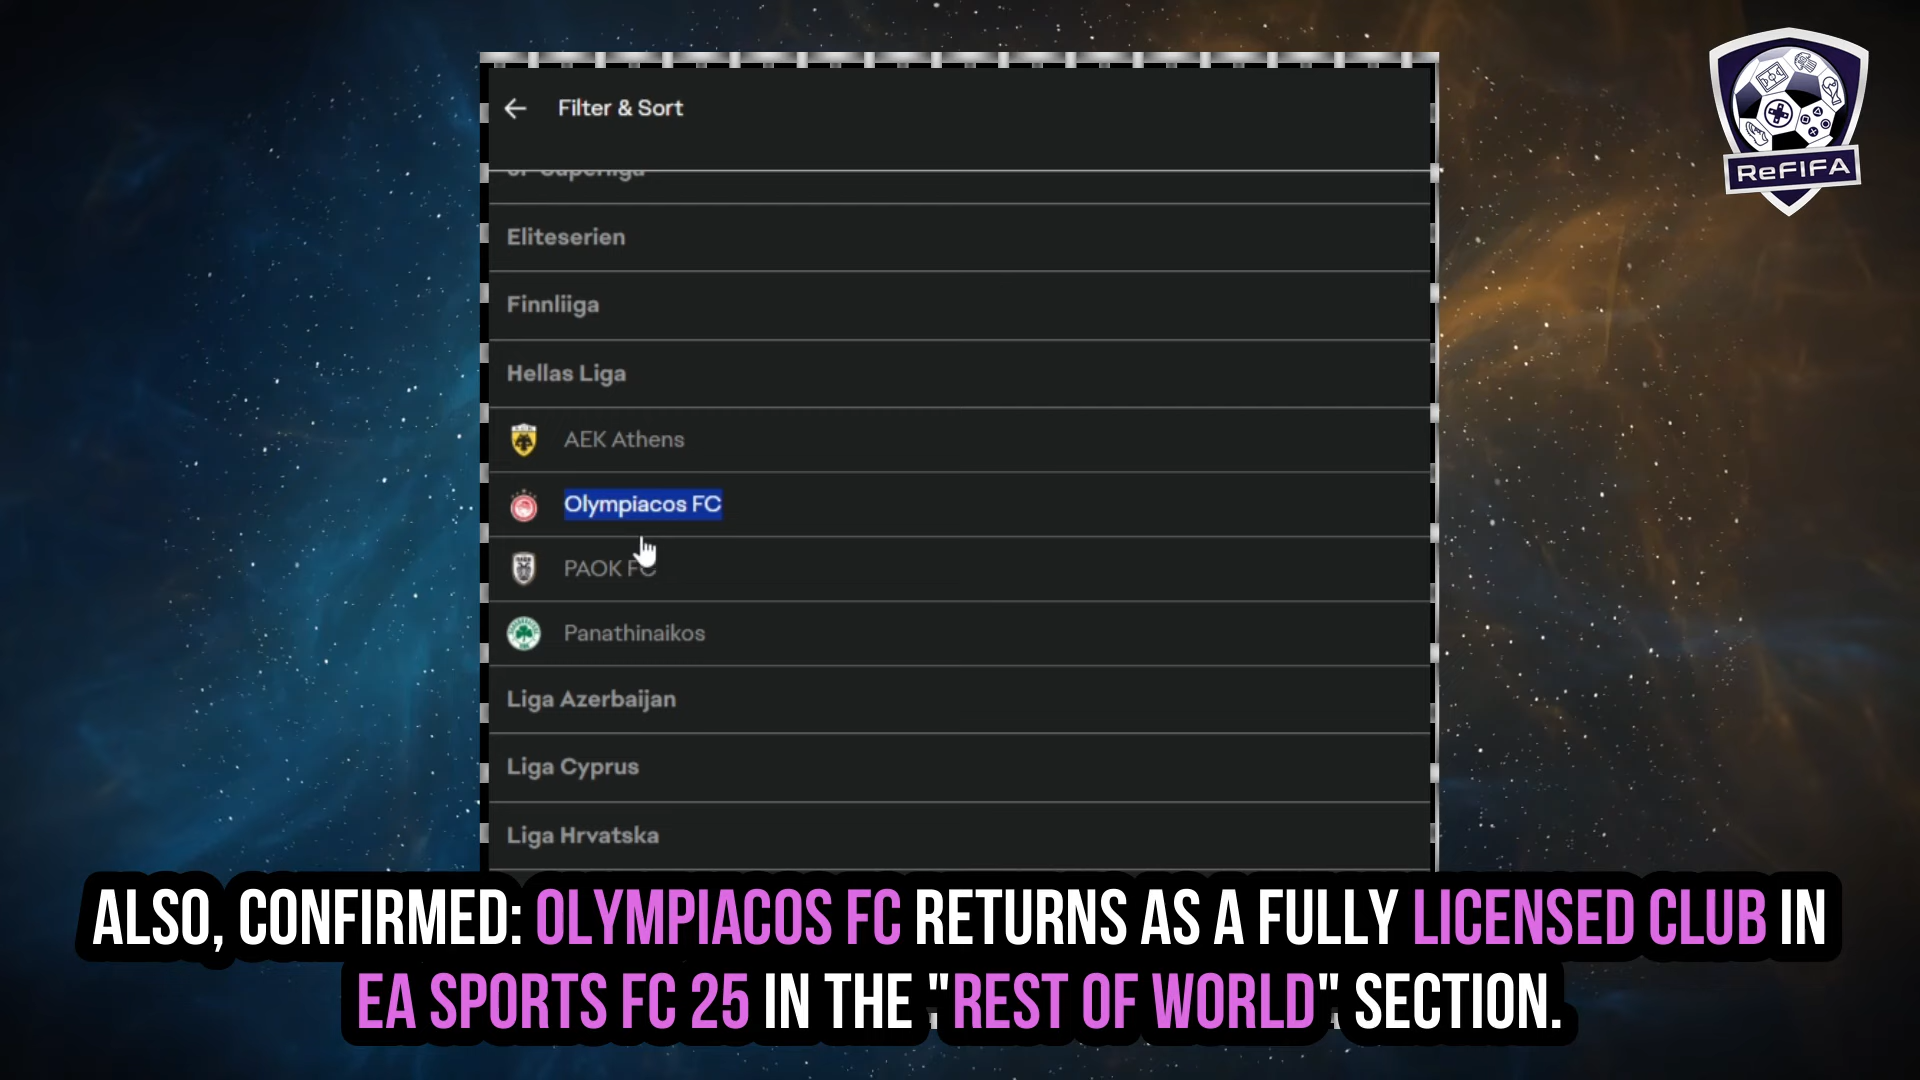 Filter & Sort
Eliteserien
Finnliiga
Hellas Liga
AEK Athens
Olympiacos FC
PAOK FC
Panathinaikos
Liga Azerbaijan
Liga Cyprus
Liga Hrvatska
ReFIFA
ALSO, CONFIRMED: OLYMPIACOS FC RETURNS AS A FULLY LICENSED CLUB IN
EA SPORTS FC 25 IN THE "REST OF WORLD" SECTION.